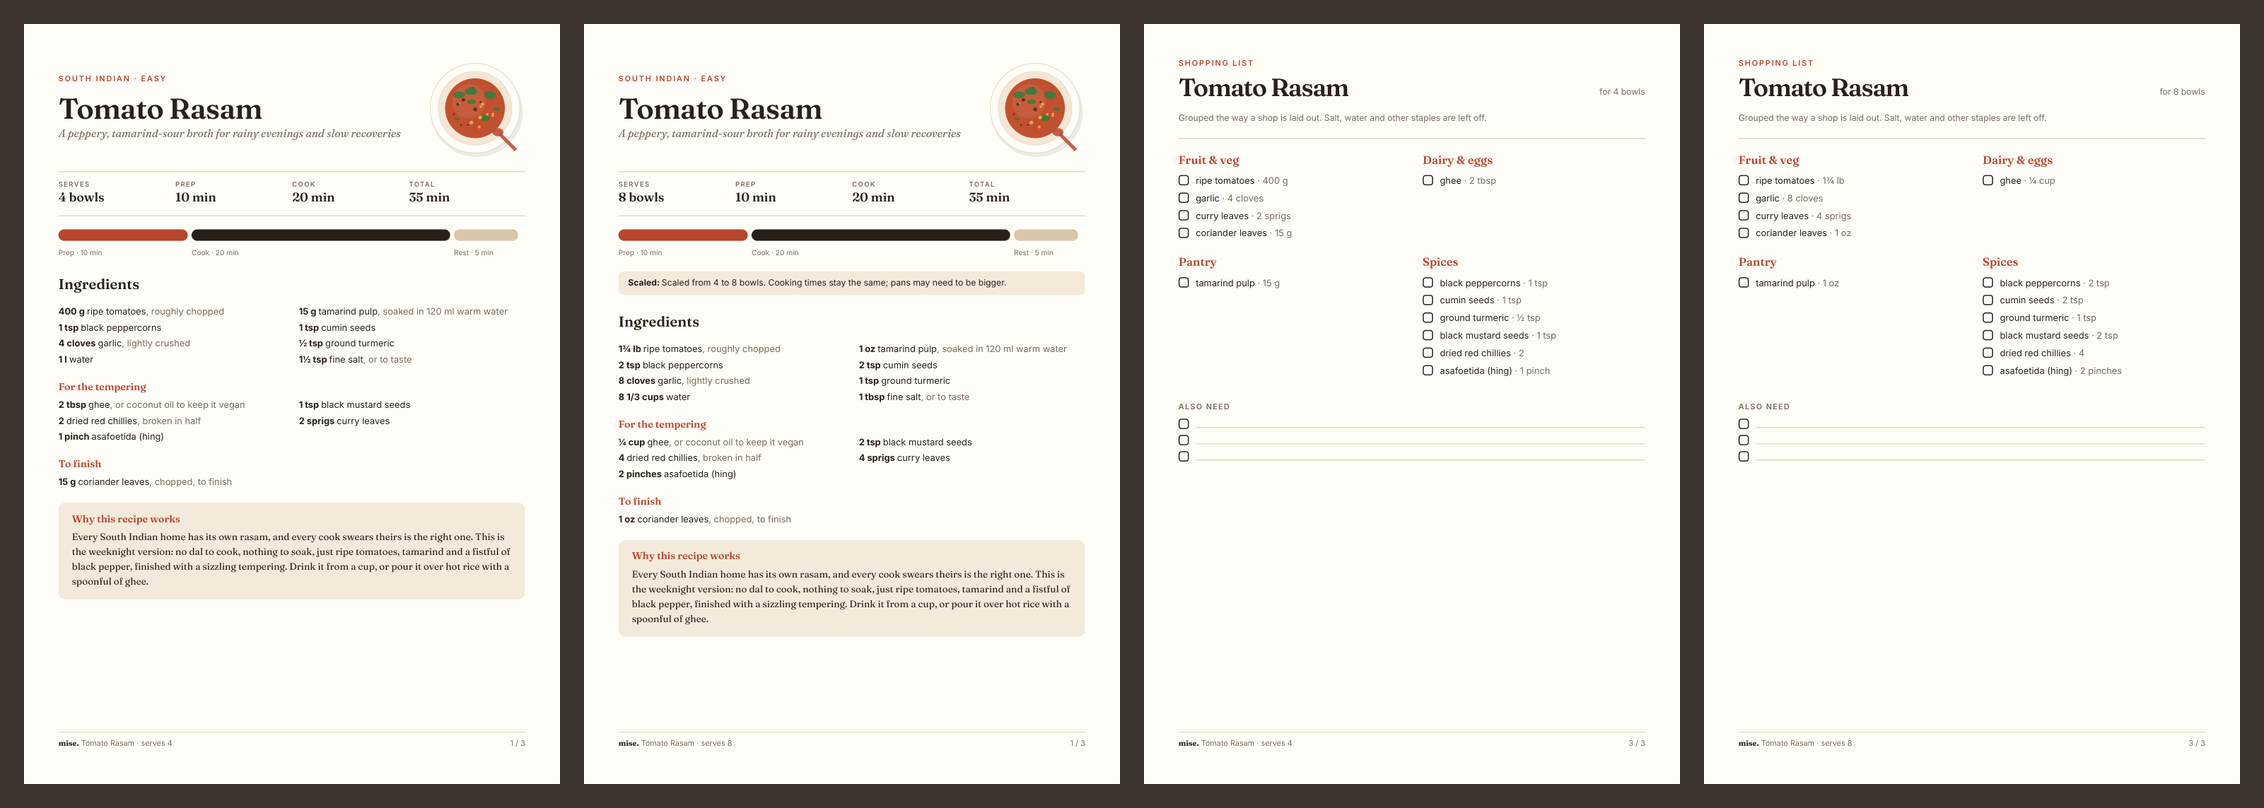 SOUTH INDIAN · EASY
Tomato Rasam
A peppery, tamarind-sour broth for rainy evenings and slow recoveries
SERVES PREP COOK TOTAL
4 bowls 10 min 20 min 35 min
Prep · 10 min Cook · 20 min Rest · 5 min
Ingredients
400 g ripe tomatoes, roughly chopped
1 tsp black peppercorns
4 cloves garlic, lightly crushed
1 l water
15 g tamarind pulp, soaked in 120 ml warm water
1 tsp cumin seeds
½ tsp ground turmeric
1½ tsp fine salt, or to taste
For the tempering
2 tbsp ghee, or coconut oil to keep it vegan
2 dried red chillies, broken in half
1 pinch asafoetida (hing)
1 tsp black mustard seeds
2 sprigs curry leaves
To finish
15 g coriander leaves, chopped, to finish
Why this recipe works
Every South Indian home has its own rasam, and every cook swears theirs is the right one. This is
the weeknight version: no dal to cook, nothing to soak, just ripe tomatoes, tamarind and a fistful of
black pepper, finished with a sizzling tempering. Drink it from a cup, or pour it over hot rice with a
spoonful of ghee.
mise. Tomato Rasam · serves 4 1 / 3
SOUTH INDIAN · EASY
Tomato Rasam
A peppery, tamarind-sour broth for rainy evenings and slow recoveries
SERVES PREP COOK TOTAL
8 bowls 10 min 20 min 35 min
Prep · 10 min Cook · 20 min Rest · 5 min
Scaled: Scaled from 4 to 8 bowls. Cooking times stay the same; pans may need to be bigger.
Ingredients
1¾ lb ripe tomatoes, roughly chopped
2 tsp black peppercorns
8 cloves garlic, lightly crushed
8 1/3 cups water
1 oz tamarind pulp, soaked in 120 ml warm water
2 tsp cumin seeds
1 tsp ground turmeric
1 tbsp fine salt, or to taste
For the tempering
¼ cup ghee, or coconut oil to keep it vegan
4 dried red chillies, broken in half
2 pinches asafoetida (hing)
2 tsp black mustard seeds
4 sprigs curry leaves
To finish
1 oz coriander leaves, chopped, to finish
Why this recipe works
Every South Indian home has its own rasam, and every cook swears theirs is the right one. This is
the weeknight version: no dal to cook, nothing to soak, just ripe tomatoes, tamarind and a fistful of
black pepper, finished with a sizzling tempering. Drink it from a cup, or pour it over hot rice with a
spoonful of ghee.
mise. Tomato Rasam · serves 8 1 / 3
SHOPPING LIST
Tomato Rasam for 4 bowls
Grouped the way a shop is laid out. Salt, water and other staples are left off.
Fruit & veg
ripe tomatoes · 400 g
garlic · 4 cloves
curry leaves · 2 sprigs
coriander leaves · 15 g
Dairy & eggs
ghee · 2 tbsp
Pantry
tamarind pulp · 15 g
Spices
black peppercorns · 1 tsp
cumin seeds · 1 tsp
ground turmeric · ½ tsp
black mustard seeds · 1 tsp
dried red chillies · 2
asafoetida (hing) · 1 pinch
ALSO NEED
mise. Tomato Rasam · serves 4 3 / 3
SHOPPING LIST
Tomato Rasam for 8 bowls
Grouped the way a shop is laid out. Salt, water and other staples are left off.
Fruit & veg
ripe tomatoes · 1¾ lb
garlic · 8 cloves
curry leaves · 4 sprigs
coriander leaves · 1 oz
Dairy & eggs
ghee · ¼ cup
Pantry
tamarind pulp · 1 oz
Spices
black peppercorns · 2 tsp
cumin seeds · 2 tsp
ground turmeric · 1 tsp
black mustard seeds · 2 tsp
dried red chillies · 4
asafoetida (hing) · 2 pinches
ALSO NEED
mise. Tomato Rasam · serves 8 3 / 3